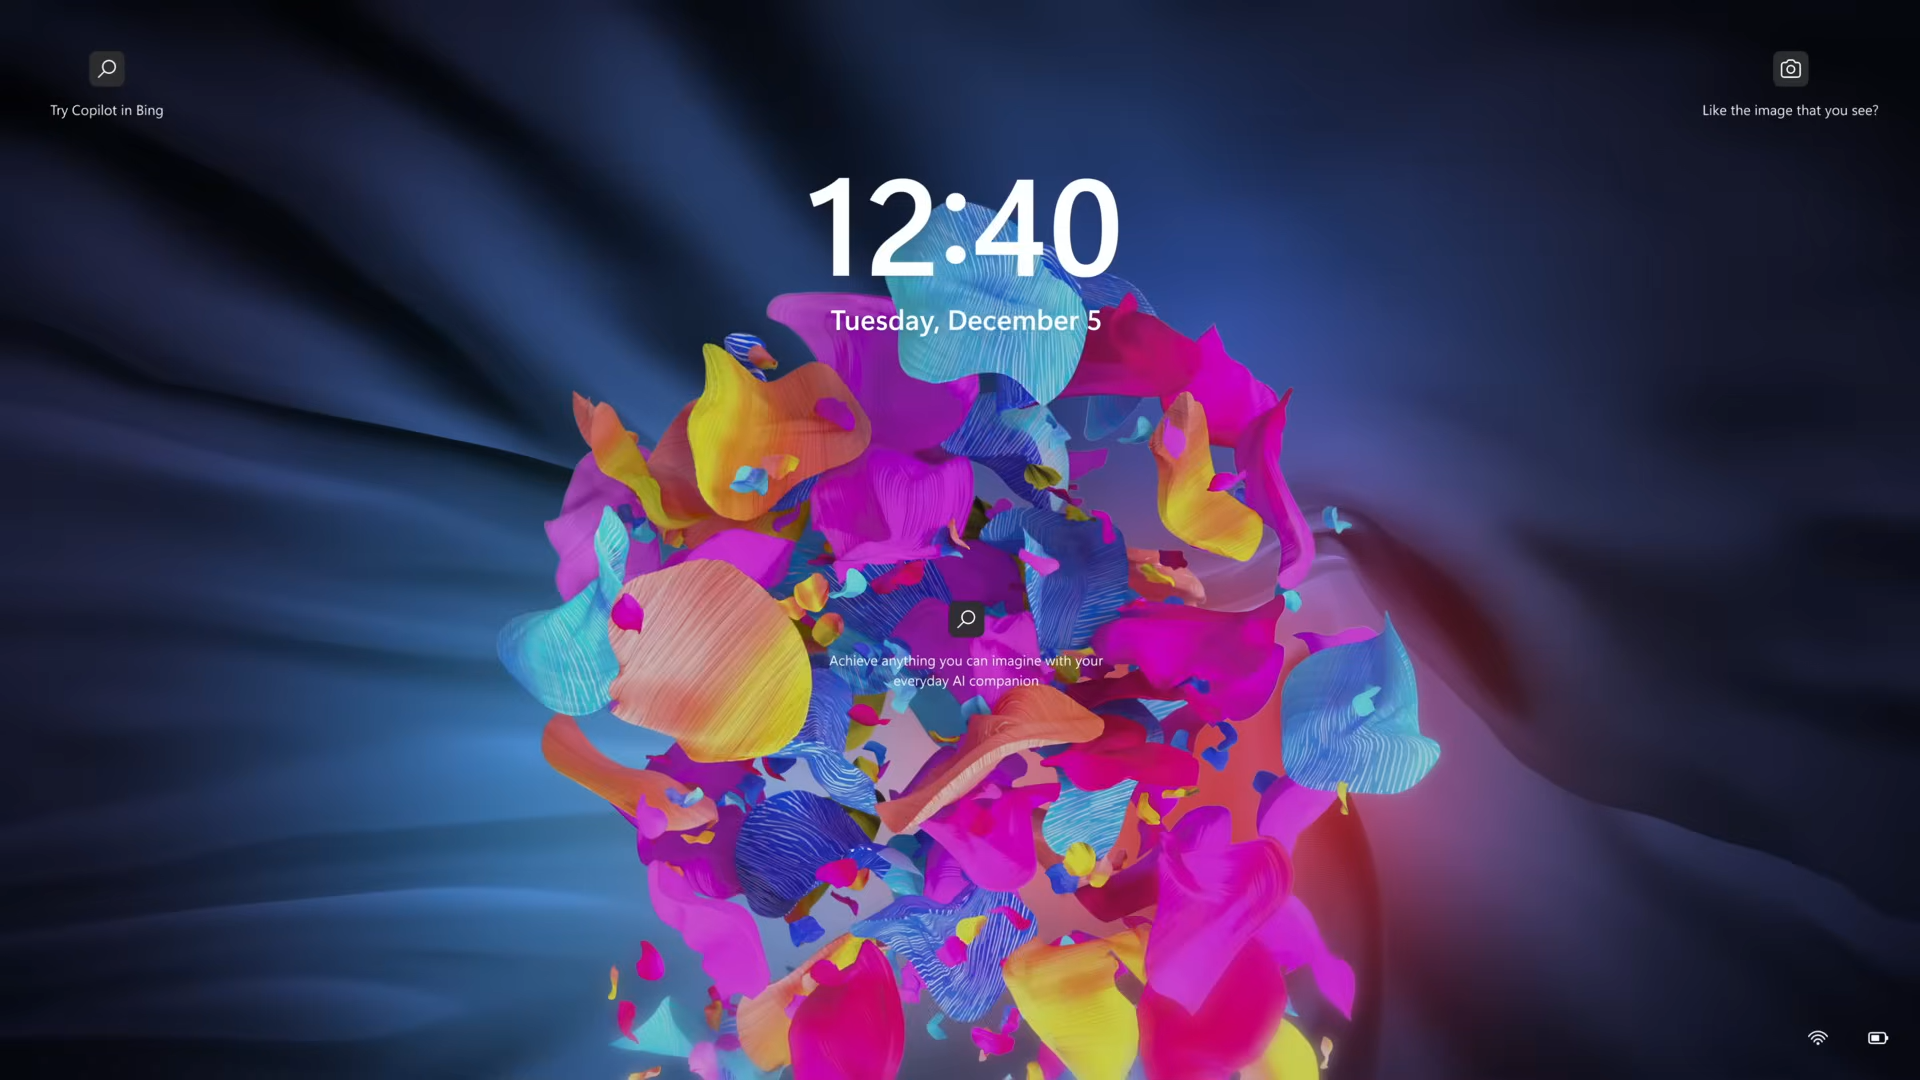 Try Copilot in Bing
Like the image that you see?
12:40
Tuesday, December 5
Achieve anything you can imagine with your
everyday AI companion